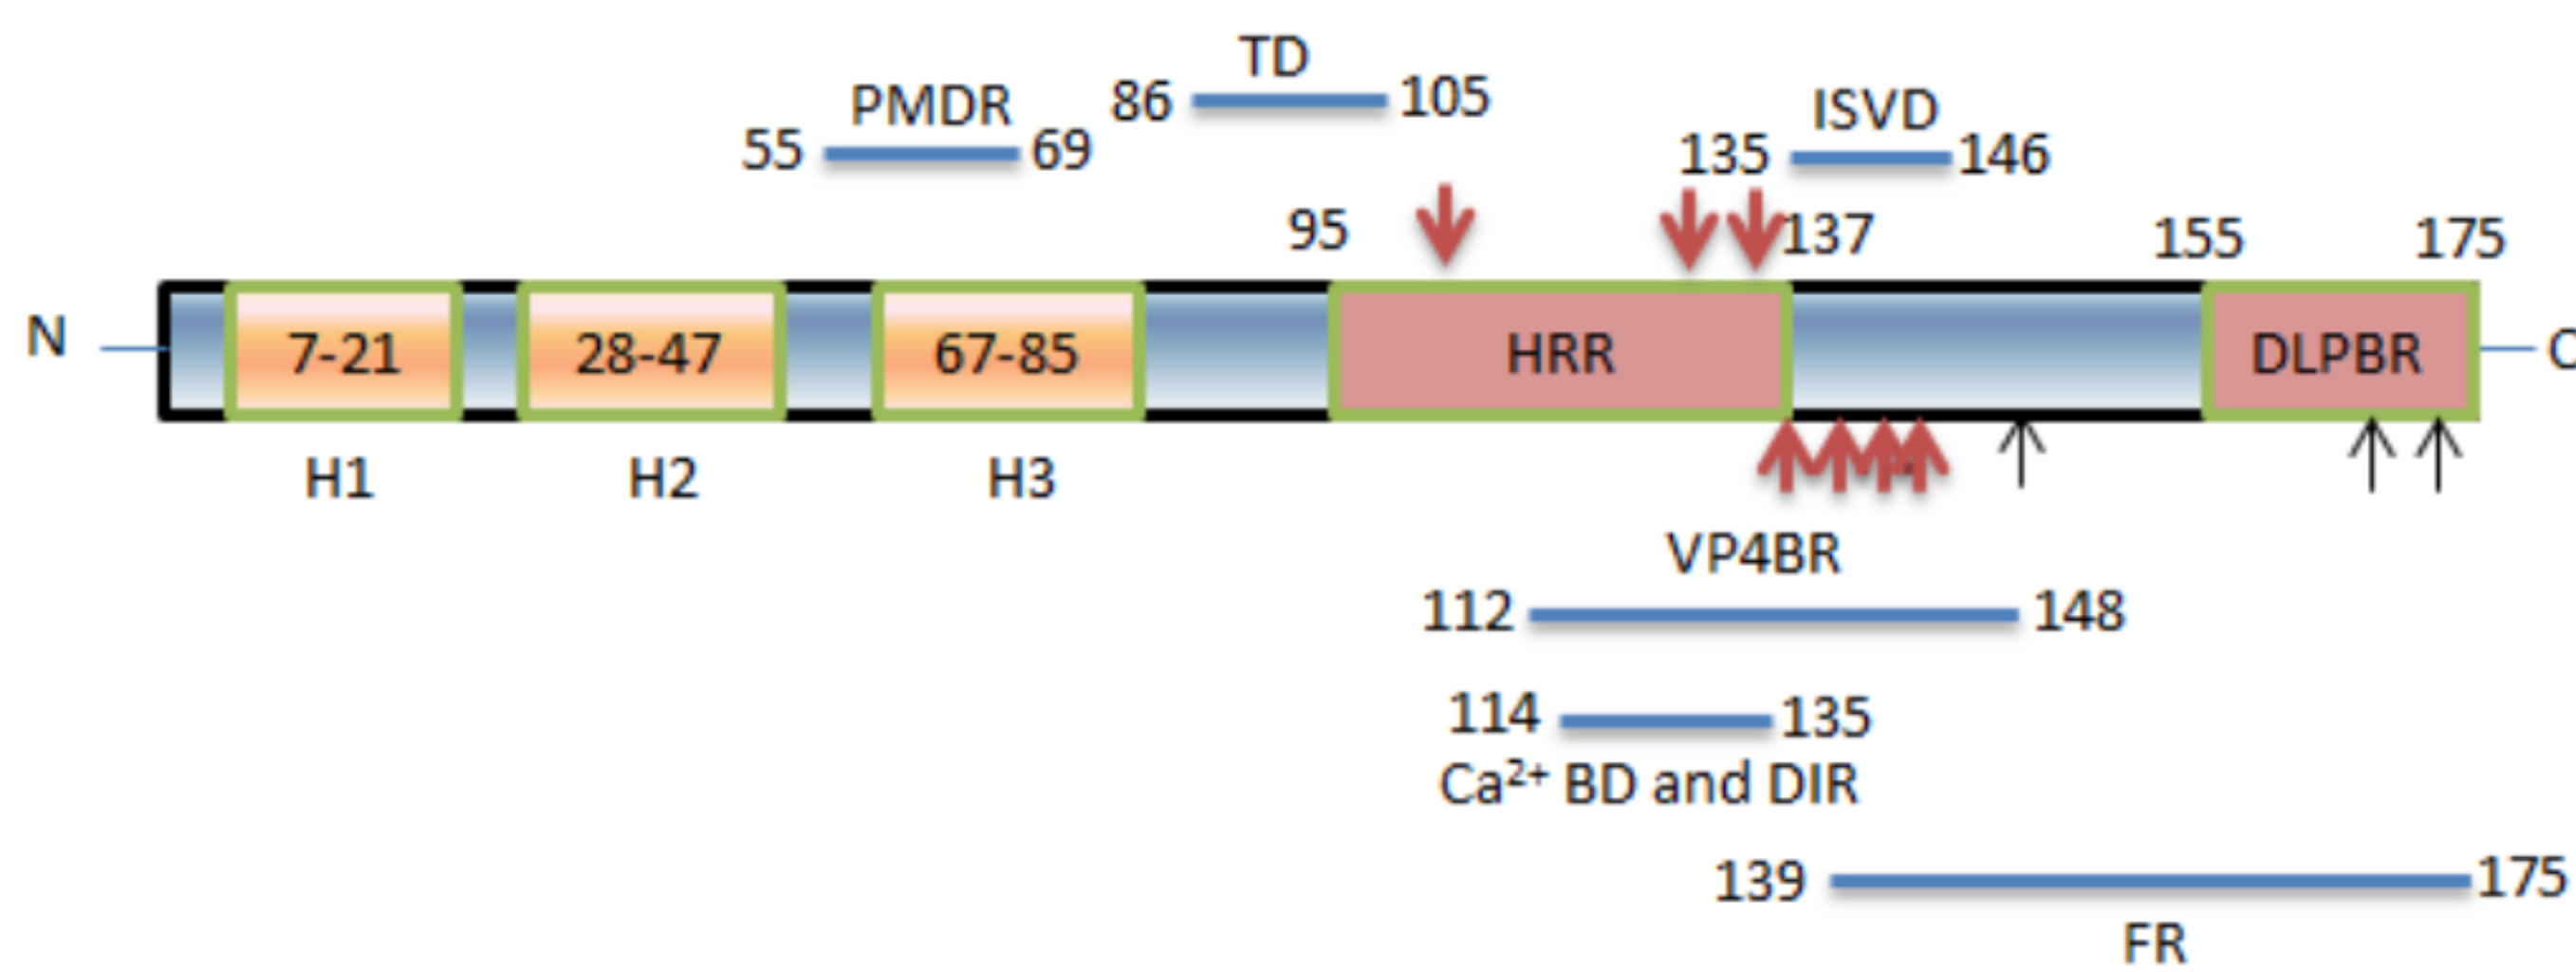 TD
86 105
PMDR
55 69
ISVD
135 146
95 137 155 175
N 7-21 28-47 67-85 HRR DLPBR
H1 H2 H3
VP4BR
112 148
114 135
Ca²⁺ BD and DIR
139 175
FR